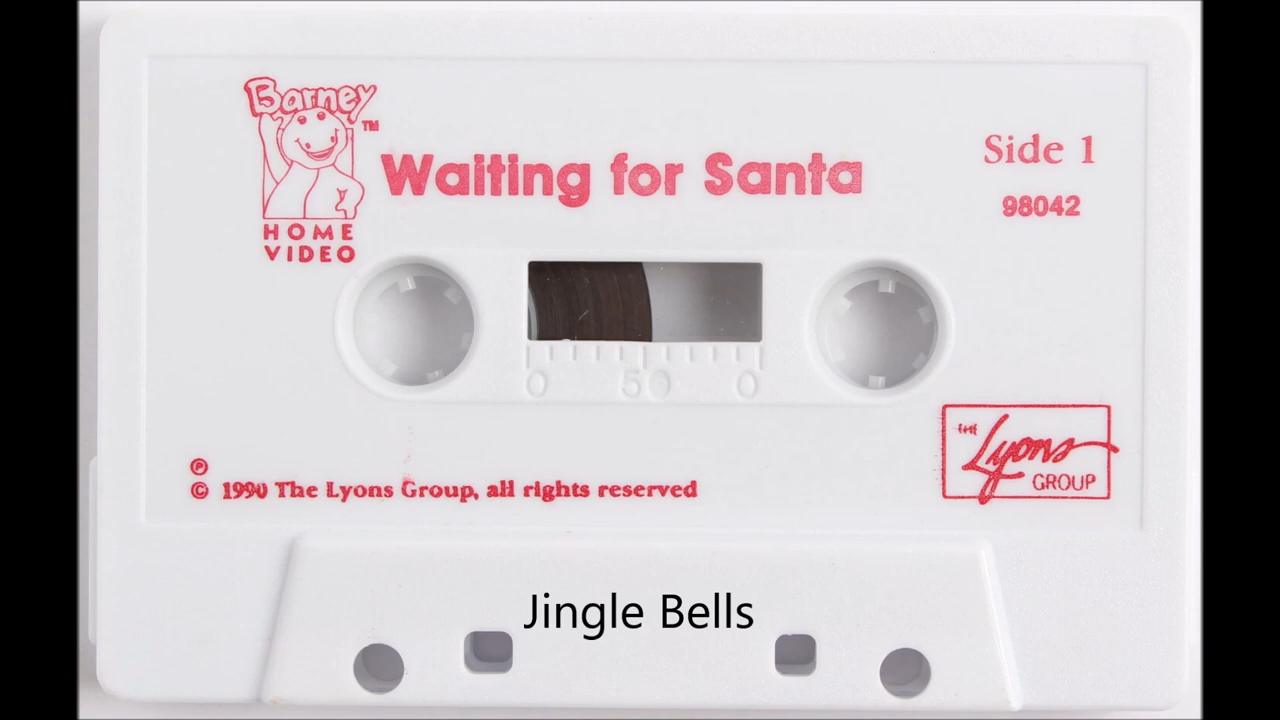 Barney
TM
HOME
VIDEO
Waiting for Santa
Side 1
98042
0 50 0
℗
© 1990 The Lyons Group, all rights reserved
THE
Lyons
GROUP
Jingle Bells